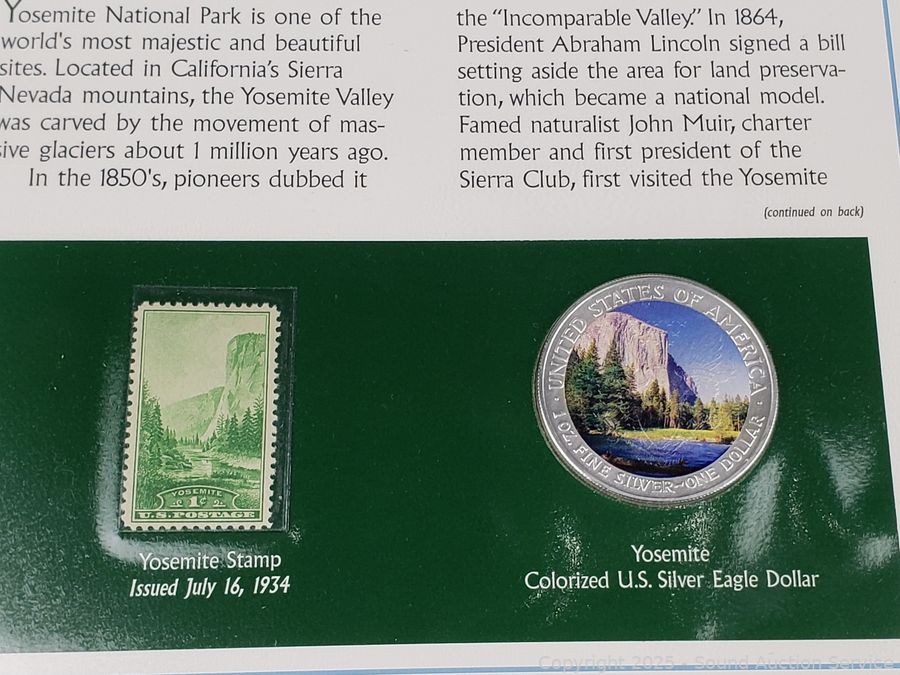 Yosemite National Park is one of the
world's most majestic and beautiful
sites. Located in California's Sierra
Nevada mountains, the Yosemite Valley
was carved by the movement of mas-
sive glaciers about 1 million years ago.
In the 1850's, pioneers dubbed it
the "Incomparable Valley." In 1864,
President Abraham Lincoln signed a bill
setting aside the area for land preserva-
tion, which became a national model.
Famed naturalist John Muir, charter
member and first president of the
Sierra Club, first visited the Yosemite
(continued on back)
YOSEMITE
1¢
U.S. POSTAGE
Yosemite Stamp
Issued July 16, 1934
UNITED STATES OF AMERICA
1 OZ. FINE SILVER~ONE DOLLAR
Yosemite
Colorized U.S. Silver Eagle Dollar
Copyright 2025 - Sound Auction Service